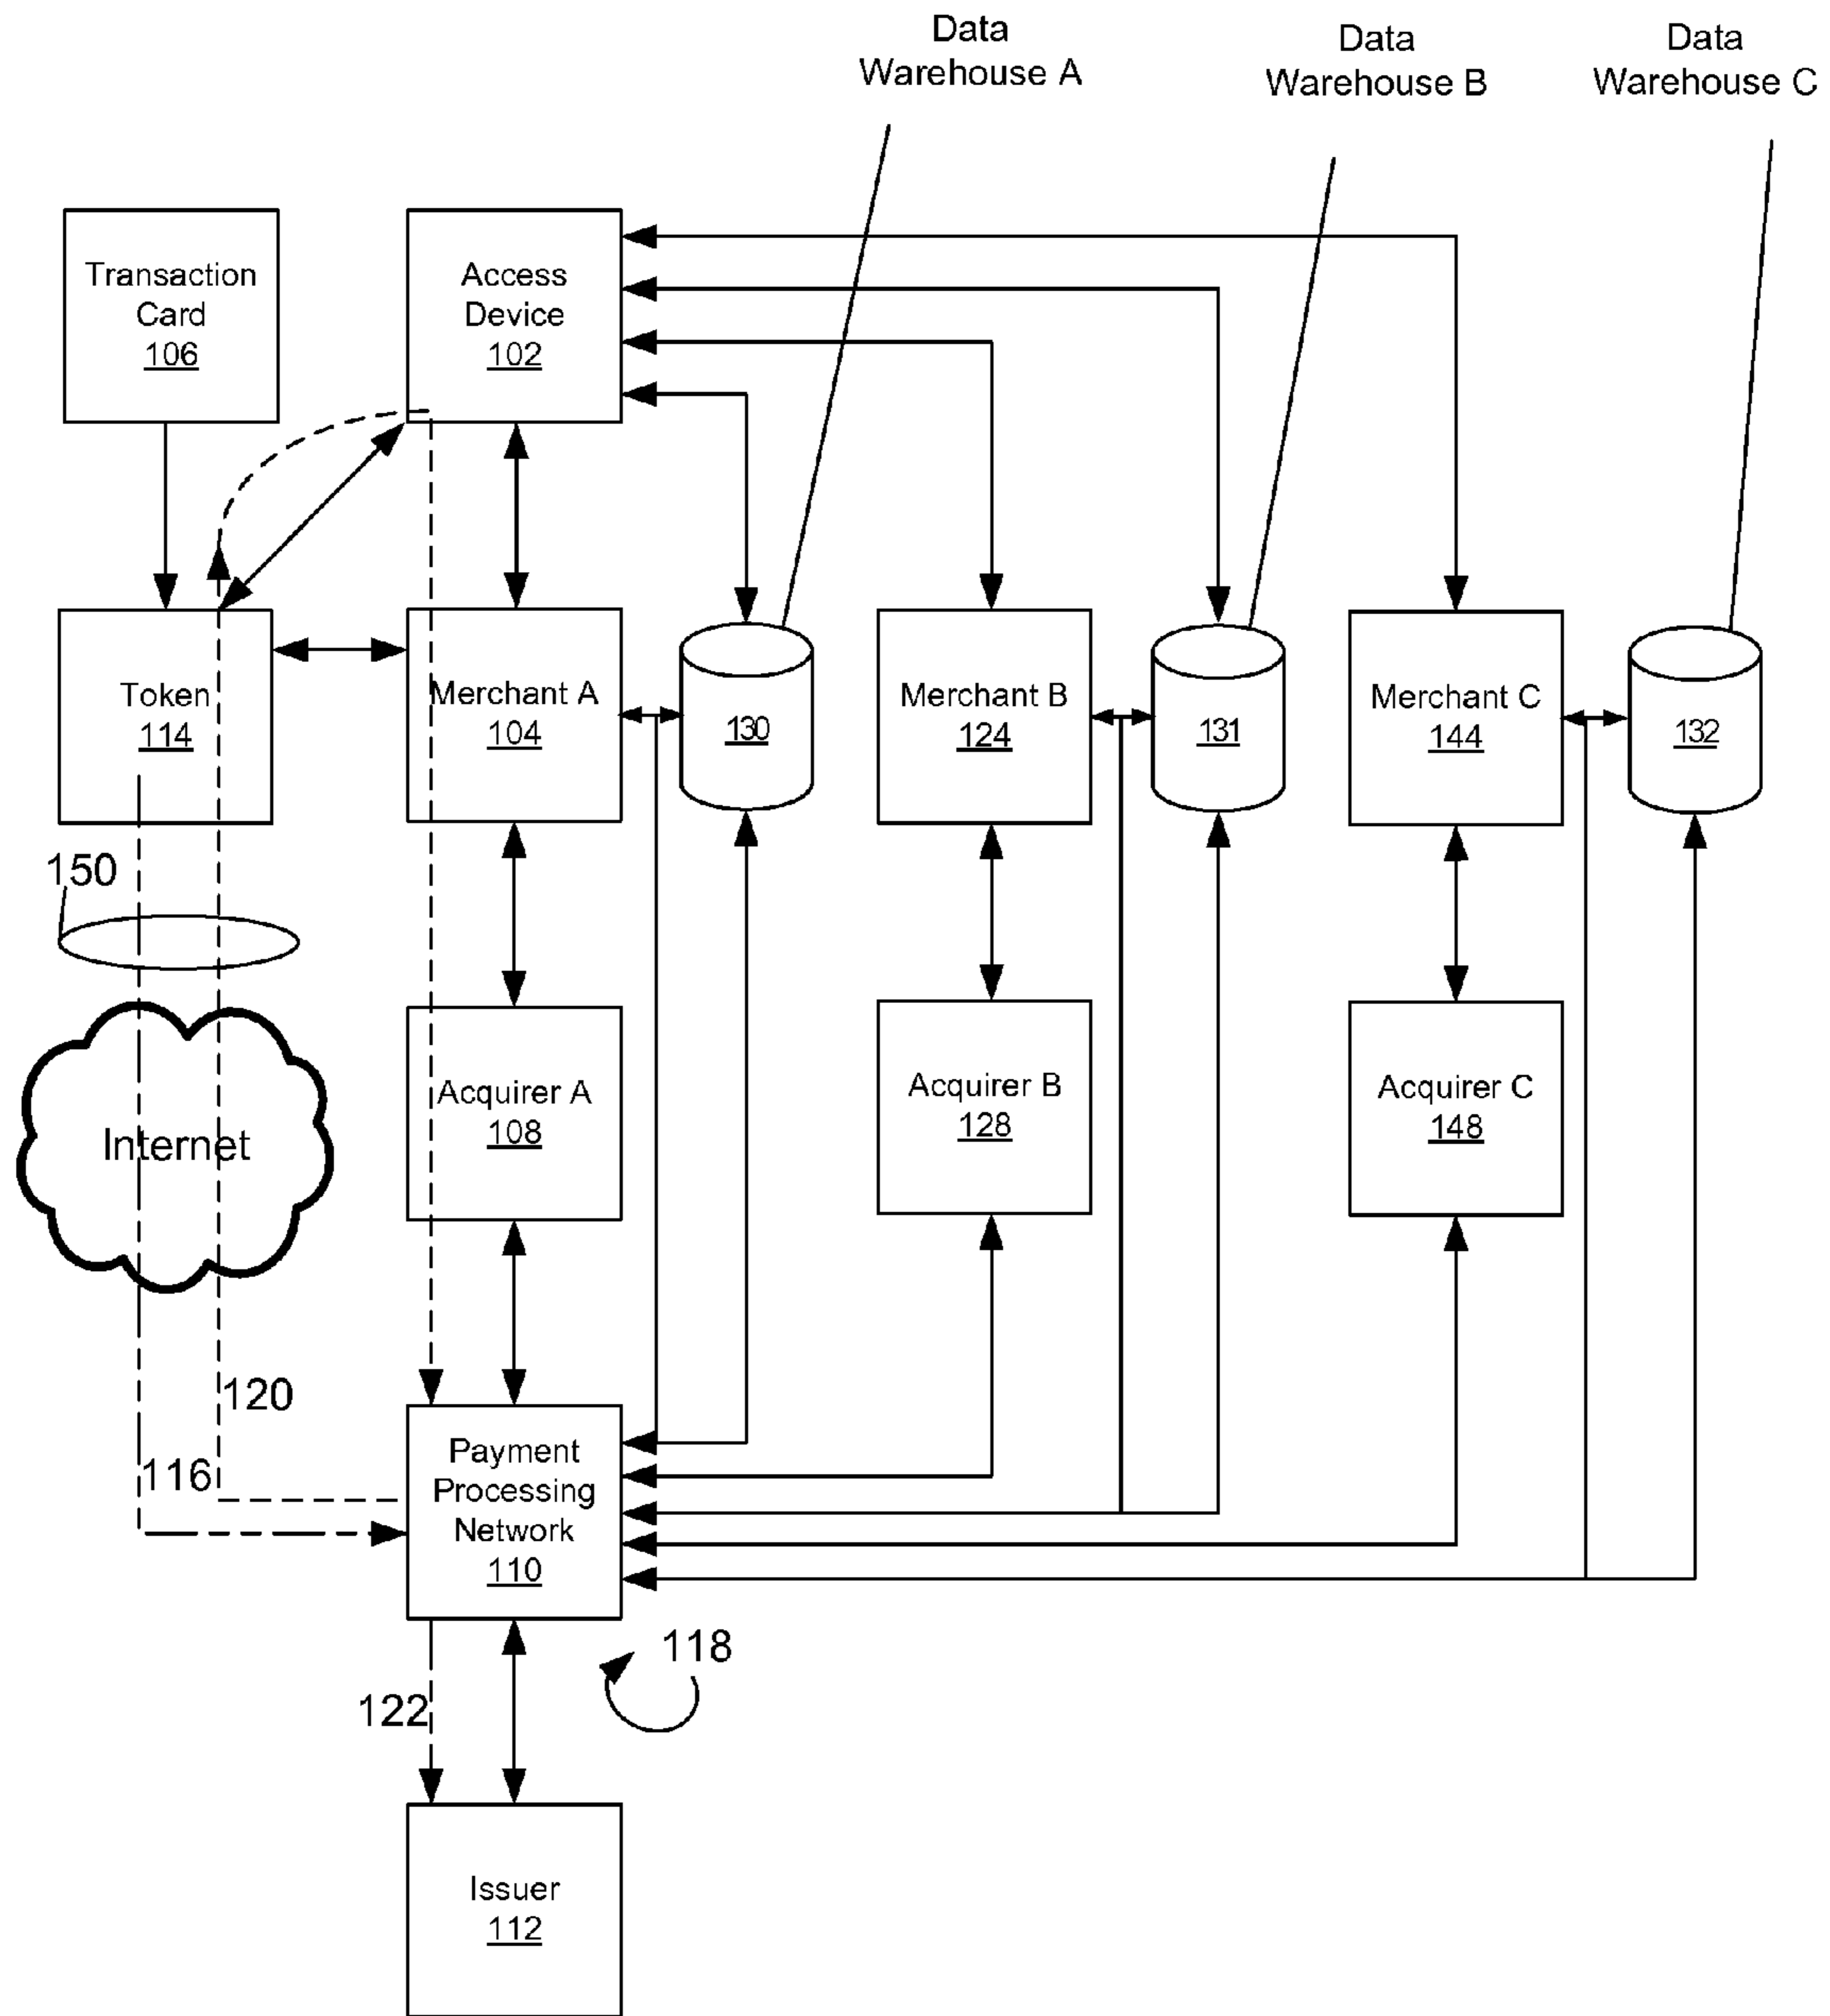 Data
Warehouse A
Data
Warehouse B
Data
Warehouse C
Transaction
Card
106
Access
Device
102
Token
114
Merchant A
104
130
Merchant B
124
131
Merchant C
144
132
150
Internet
Acquirer A
108
Acquirer B
128
Acquirer C
148
120
116
Payment
Processing
Network
110
118
122
Issuer
112